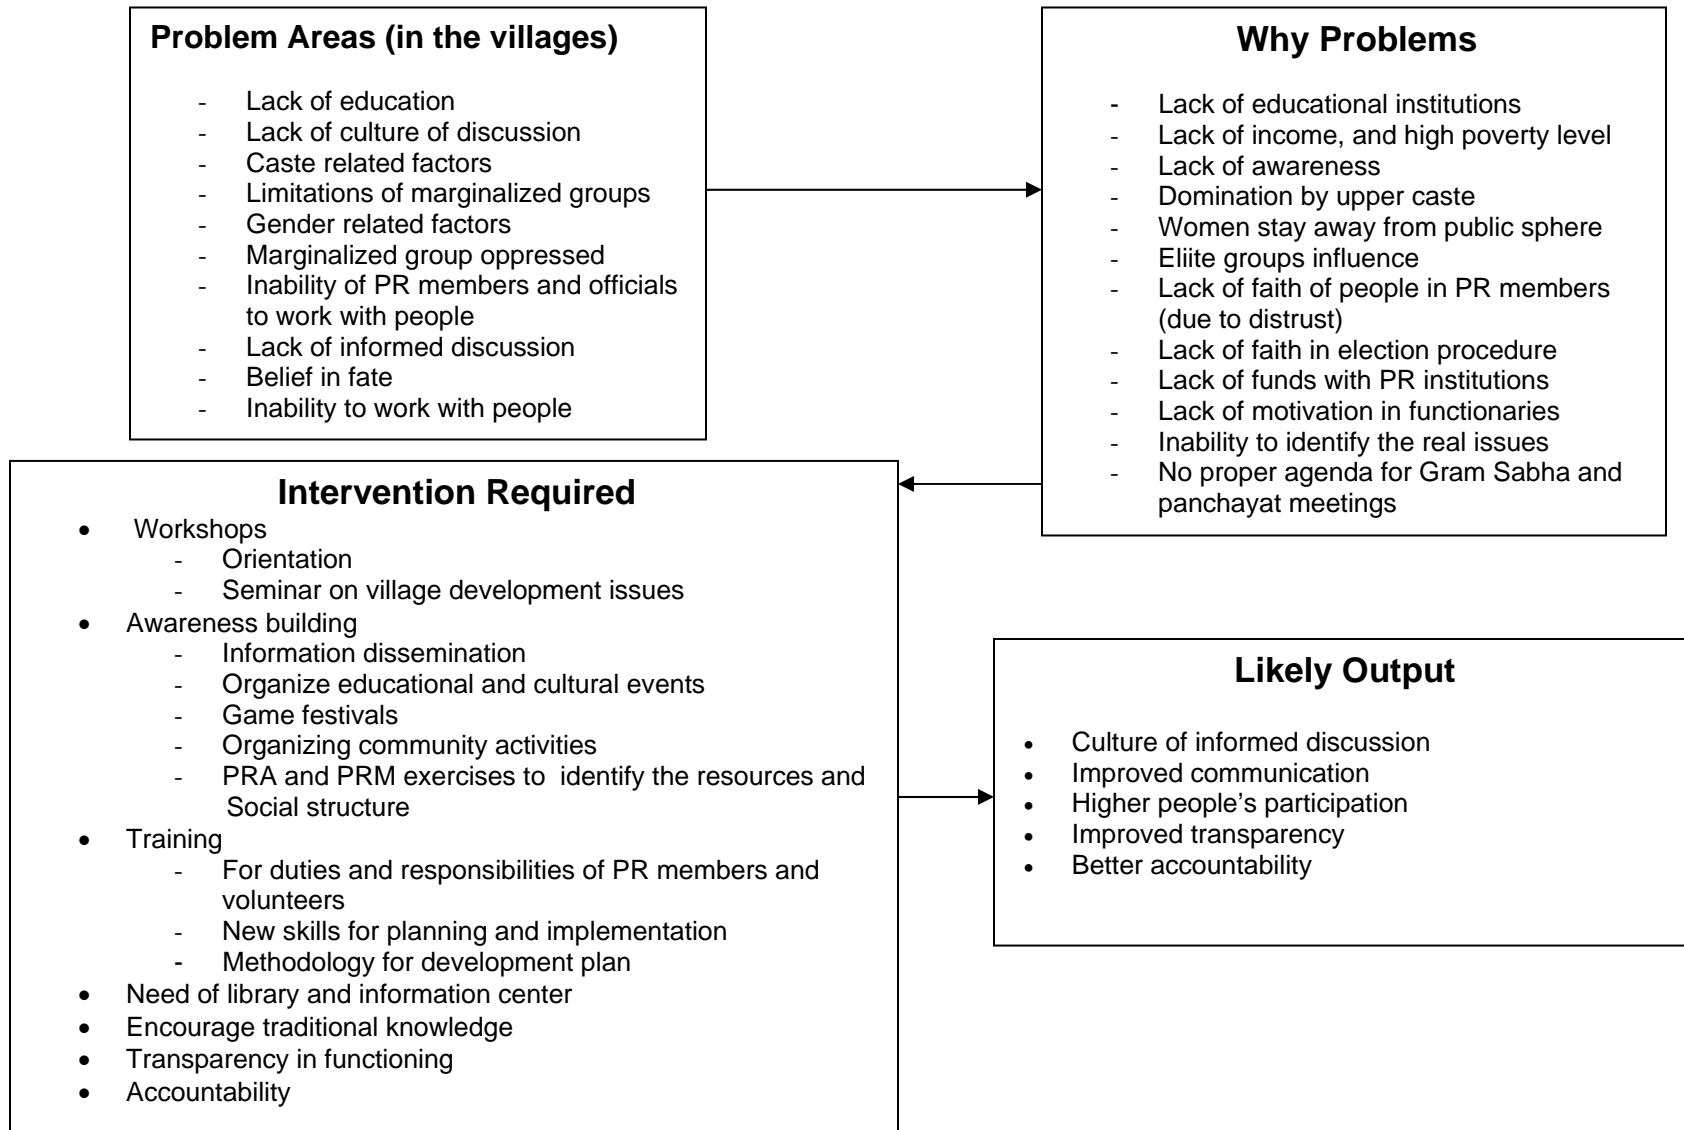 Problem Areas (in the villages)
- Lack of education
- Lack of culture of discussion
- Caste related factors
- Limitations of marginalized groups
- Gender related factors
- Marginalized group oppressed
- Inability of PR members and officials
to work with people
- Lack of informed discussion
- Belief in fate
- Inability to work with people
Why Problems
- Lack of educational institutions
- Lack of income, and high poverty level
- Lack of awareness
- Domination by upper caste
- Women stay away from public sphere
- Eliite groups influence
- Lack of faith of people in PR members
(due to distrust)
- Lack of faith in election procedure
- Lack of funds with PR institutions
- Lack of motivation in functionaries
- Inability to identify the real issues
- No proper agenda for Gram Sabha and
panchayat meetings
Intervention Required
• Workshops
- Orientation
- Seminar on village development issues
• Awareness building
- Information dissemination
- Organize educational and cultural events
- Game festivals
- Organizing community activities
- PRA and PRM exercises to identify the resources and
Social structure
• Training
- For duties and responsibilities of PR members and
volunteers
- New skills for planning and implementation
- Methodology for development plan
• Need of library and information center
• Encourage traditional knowledge
• Transparency in functioning
• Accountability
Likely Output
• Culture of informed discussion
• Improved communication
• Higher people's participation
• Improved transparency
• Better accountability